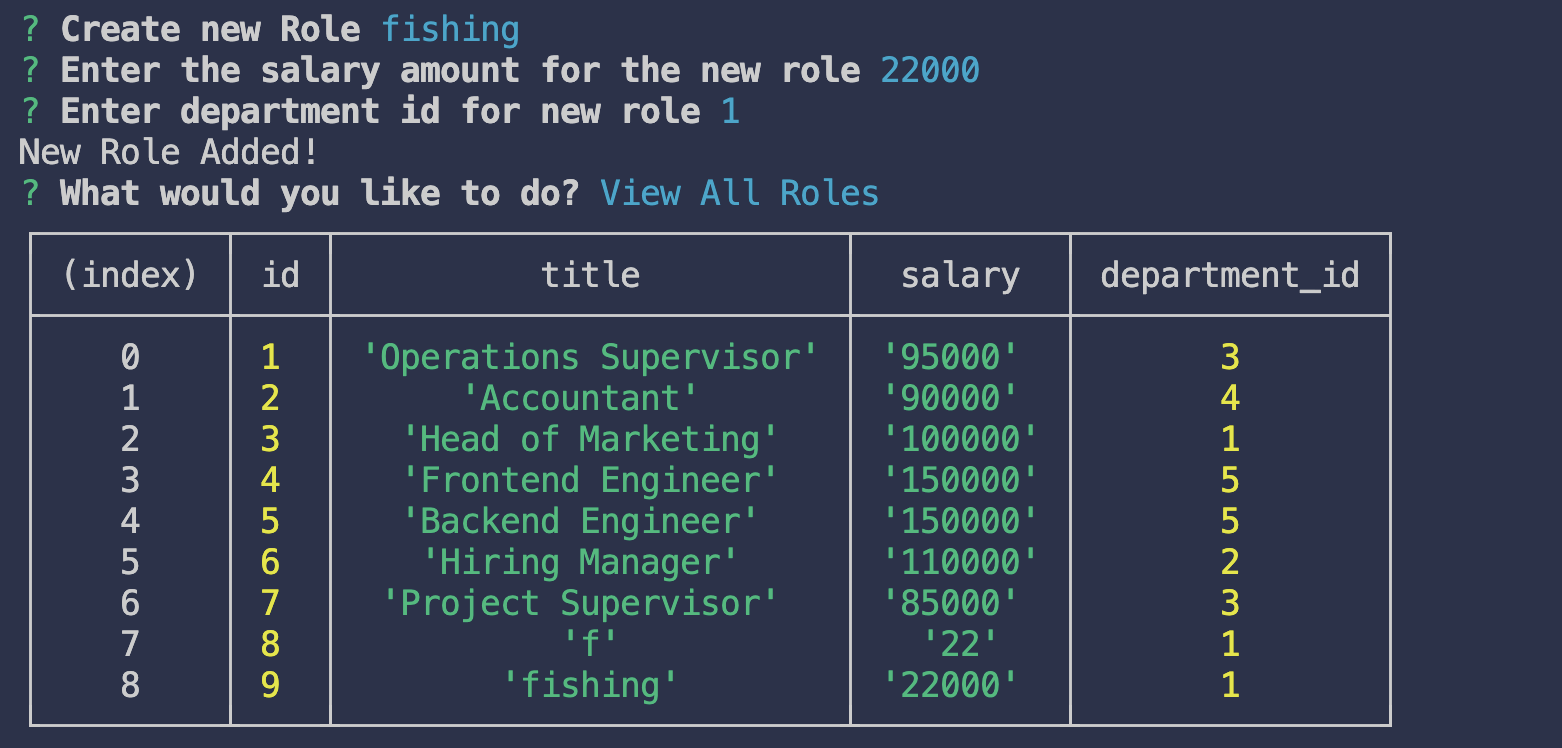 ? Create new Role fishing
? Enter the salary amount for the new role 22000
? Enter department id for new role 1
New Role Added!
? What would you like to do? View All Roles
(index) id title salary department_id
0 1 'Operations Supervisor' '95000' 3
1 2 'Accountant' '90000' 4
2 3 'Head of Marketing' '100000' 1
3 4 'Frontend Engineer' '150000' 5
4 5 'Backend Engineer' '150000' 5
5 6 'Hiring Manager' '110000' 2
6 7 'Project Supervisor' '85000' 3
7 8 'f' '22' 1
8 9 'fishing' '22000' 1